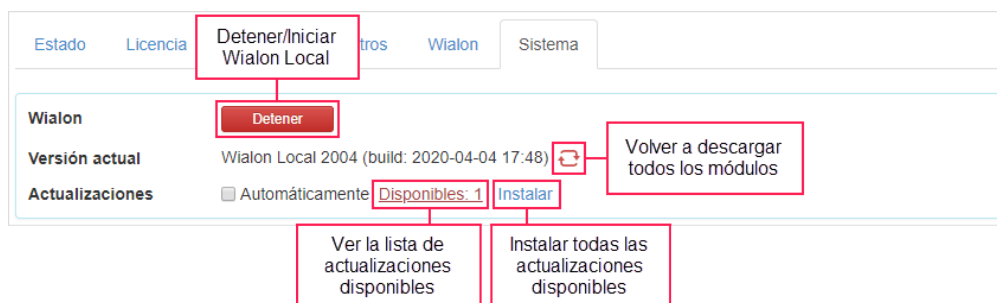 Estado Licencia tros Wialon Sistema
Detener/Iniciar
Wialon Local
Wialon Detener
Versión actual Wialon Local 2004 (build: 2020-04-04 17:48)
Volver a descargar
todos los módulos
Actualizaciones Automáticamente Disponibles: 1 Instalar
Ver la lista de
actualizaciones
disponibles
Instalar todas las
actualizaciones
disponibles